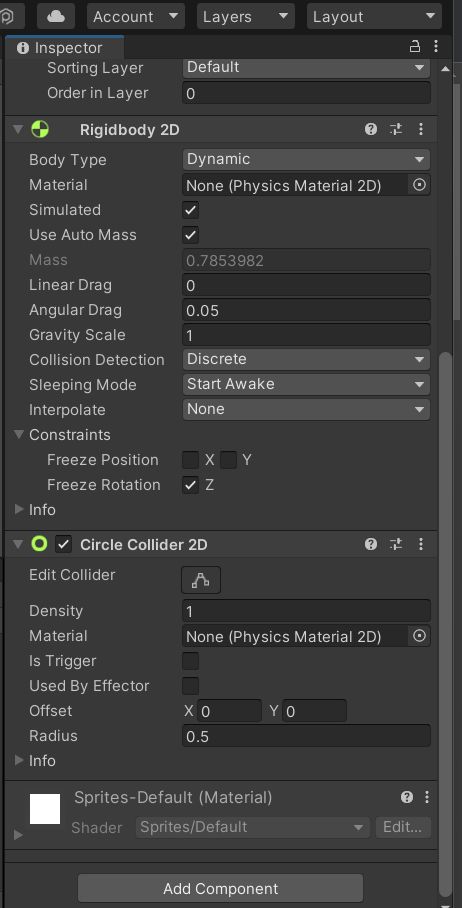 Account Layers Layout
Inspector
Sorting Layer Default
Order in Layer 0
Rigidbody 2D
Body Type Dynamic
Material None (Physics Material 2D)
Simulated
Use Auto Mass
Mass 0.7853982
Linear Drag 0
Angular Drag 0.05
Gravity Scale 1
Collision Detection Discrete
Sleeping Mode Start Awake
Interpolate None
Constraints
Freeze Position X Y
Freeze Rotation Z
Info
Circle Collider 2D
Edit Collider
Density 1
Material None (Physics Material 2D)
Is Trigger
Used By Effector
Offset X 0 Y 0
Radius 0.5
Info
Sprites-Default (Material)
Shader Sprites/Default Edit...
Add Component